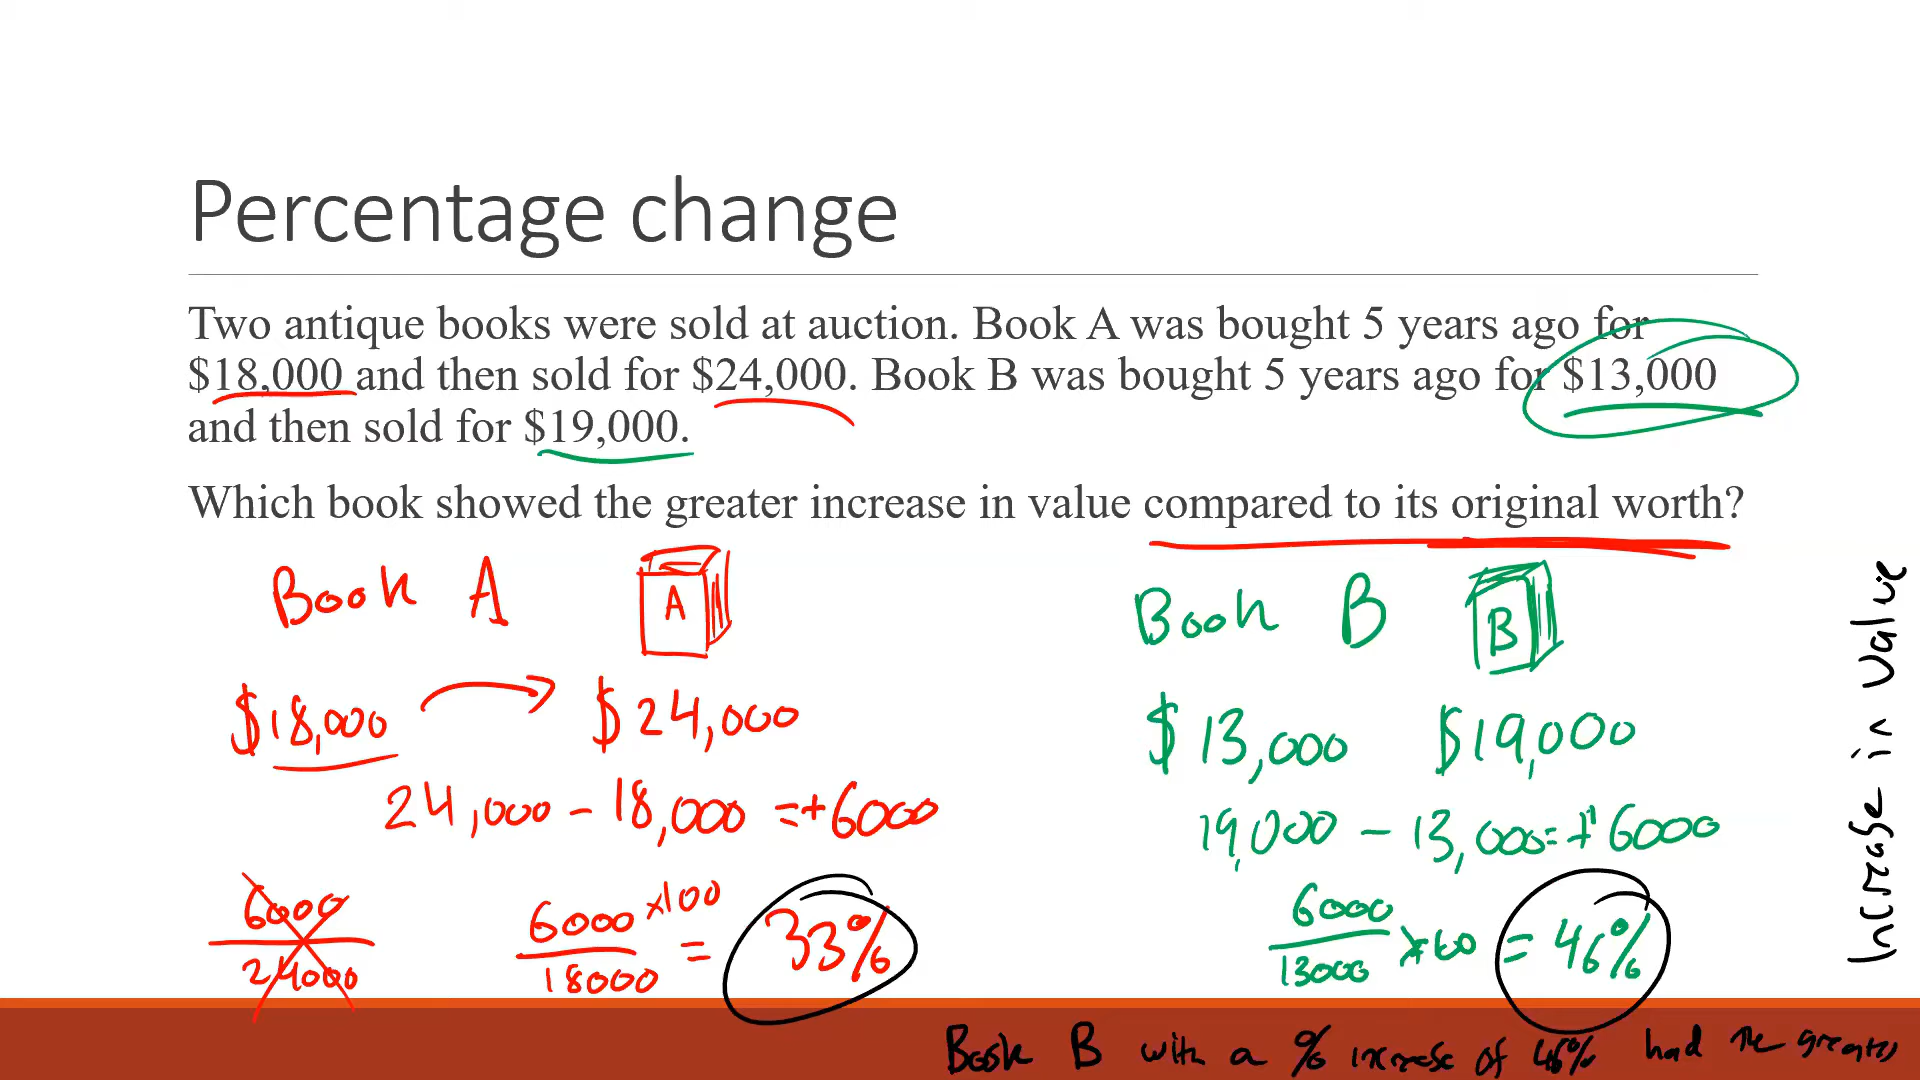 Percentage change
Two antique books were sold at auction. Book A was bought 5 years ago for
$18,000 and then sold for $24,000. Book B was bought 5 years ago for $13,000
and then sold for $19,000.
Which book showed the greater increase in value compared to its original worth?
Book A
A
$18,000 $24,000
24,000 - 18,000 =+6000
6000
24000
6000 ×100
18000
= 33%
Book B
B
$13,000 $19,000
19,000 - 13,000=+6000
6000
13000
×100 = 46%
Book B with a % increase of 46% had the greates
Increase in Value